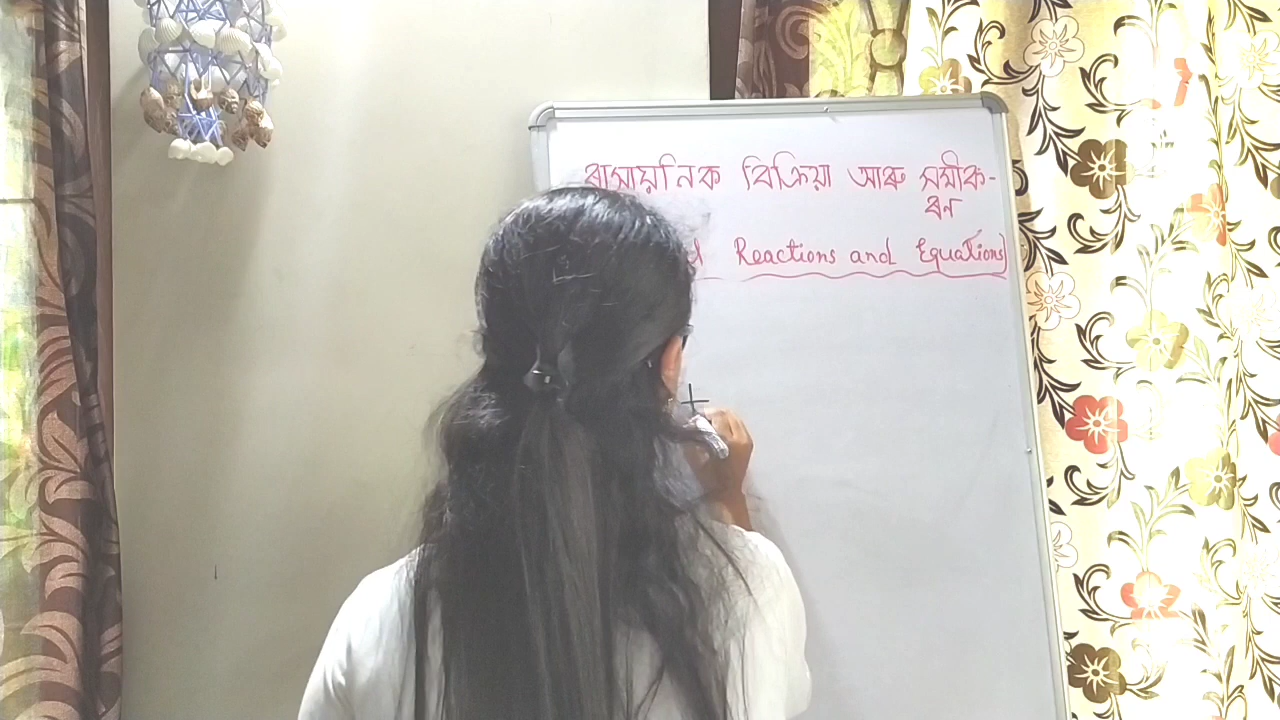 ৰাসায়নিক বিক্ৰিয়া আৰু সমীক-
ৰণ
Reactions and Equations)
+